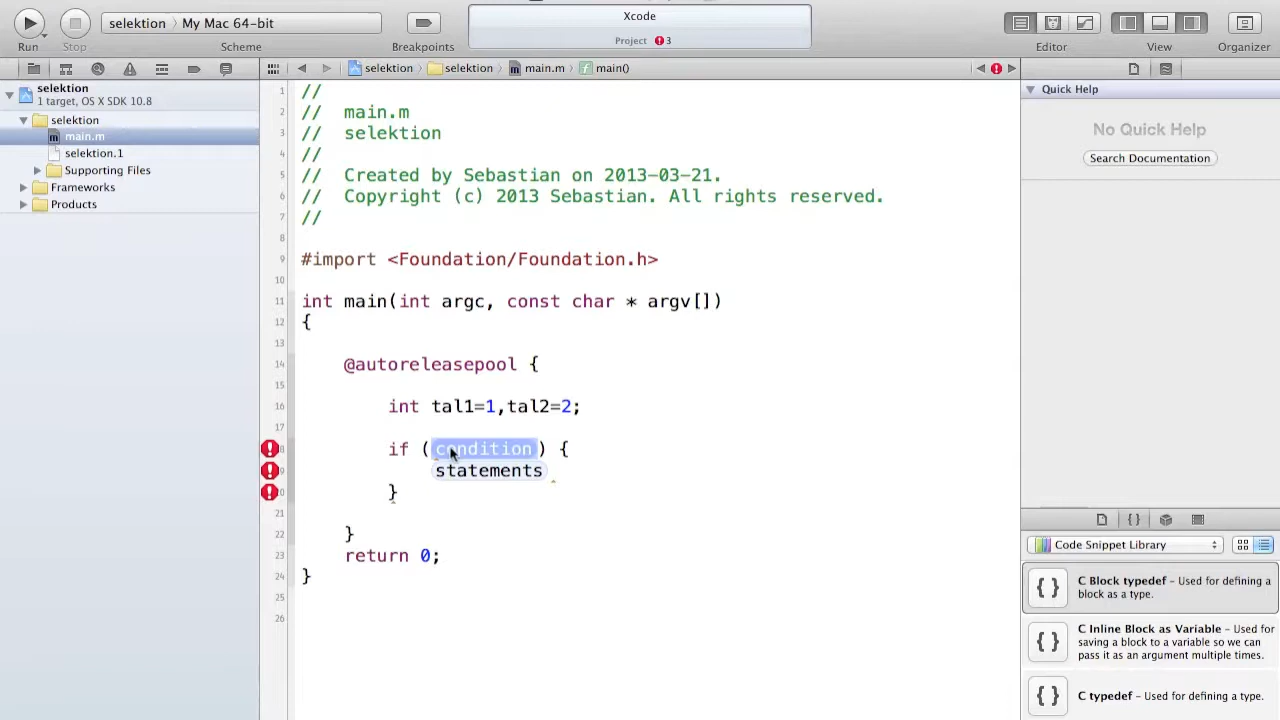 Xcode
selektion 〉 My Mac 64-bit
Project 3
Run
Stop
Scheme
Breakpoints
Editor
View
Organizer
selektion
1 target, OS X SDK 10.8
selektion
main.m
selektion.1
Supporting Files
Frameworks
Products
selektion 〉 selektion 〉 main.m 〉 main()
1 //
2 // main.m
3 // selektion
4 //
5 // Created by Sebastian on 2013-03-21.
6 // Copyright (c) 2013 Sebastian. All rights reserved.
7 //
8
9 #import <Foundation/Foundation.h>
10
11 int main(int argc, const char * argv[])
12 {
13
14 @autoreleasepool {
15
16 int tal1=1,tal2=2;
17
8 if (condition) {
9 statements
0 }
21
22 }
23 return 0;
24 }
25
26
Quick Help
No Quick Help
Search Documentation
Code Snippet Library
C Block typedef – Used for defining a
block as a type.
C Inline Block as Variable – Used for
saving a block to a variable so we can
pass it as an argument multiple times.
C typedef – Used for defining a type.